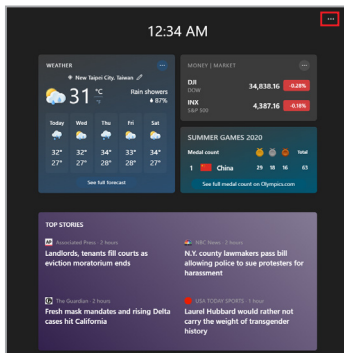 12:34 AM
WEATHER
New Taipei City, Taiwan
31 °C
°F
Rain showers
87%
Today Wed Thu Fri Sat
32° 32° 34° 33° 34°
27° 27° 28° 27° 27°
See full forecast
MONEY | MARKET
DJI
DOW
34,838.16 -0.28%
INX
S&P 500
4,387.16 -0.18%
SUMMER GAMES 2020
Medal count Total
1 China 29 18 16 63
See full medal count on Olympics.com
TOP STORIES
AP Associated Press · 2 hours
Landlords, tenants fill courts as
eviction moratorium ends
NBC News · 2 hours
N.Y. county lawmakers pass bill
allowing police to sue protesters for
harassment
The Guardian · 2 hours
Fresh mask mandates and rising Delta
cases hit California
USA TODAY SPORTS · 1 hour
Laurel Hubbard would rather not
carry the weight of transgender
history